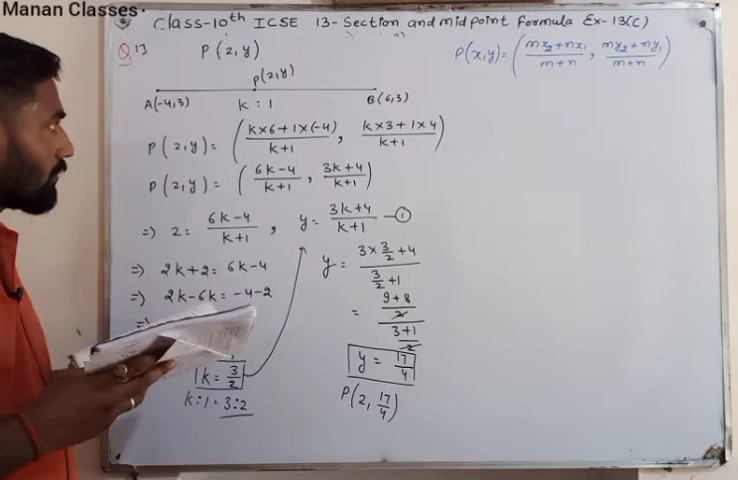 Manan Classes·
Class-10th ICSE 13-Section and midpoint formula Ex-13(C)
Q 13 P(2,y) P(x,y)= (mx₂+nx₁/m+n , my₂+ny₁/m+n)
P(2,y)
A(-4,3) k : 1 B(6,3)
P(2,y)= (k×6+1×(-4)/k+1 , k×3+1×4/k+1)
P(2,y)= (6k-4/k+1 , 3k+4/k+1)
=) 2= 6k-4/k+1 , y= 3k+4/k+1 —①
=) 2k+2= 6k-4
=) 2k-6k= -4-2
=)
k= 3/2
k:1= 3:2
y= 3×3/2+4 / 3/2+1
= 9+8/2 / 3+1/2
y= 17/4
P(2, 17/4)